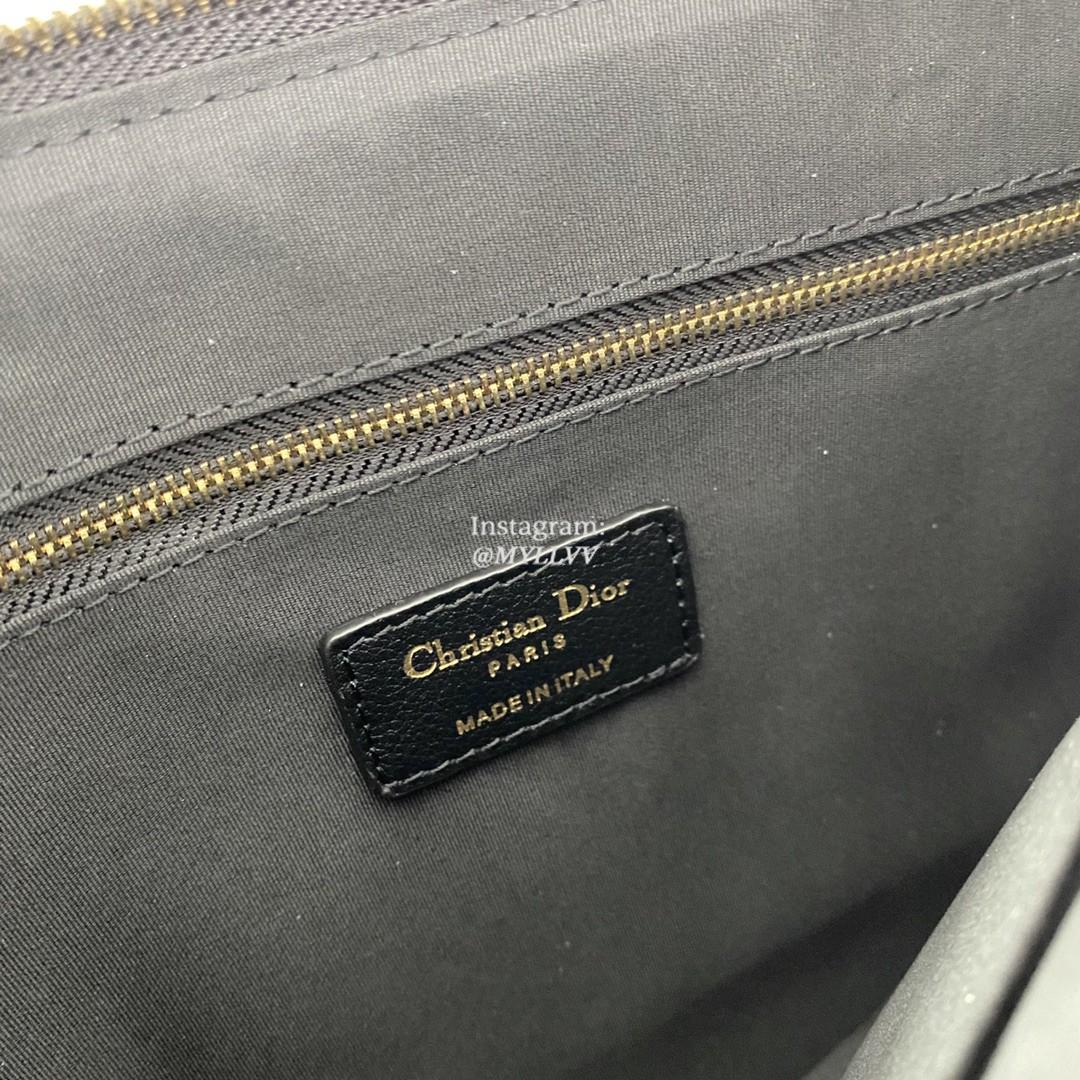 Instagram:
@MYLLVV
Christian Dior
PARIS
MADE IN ITALY